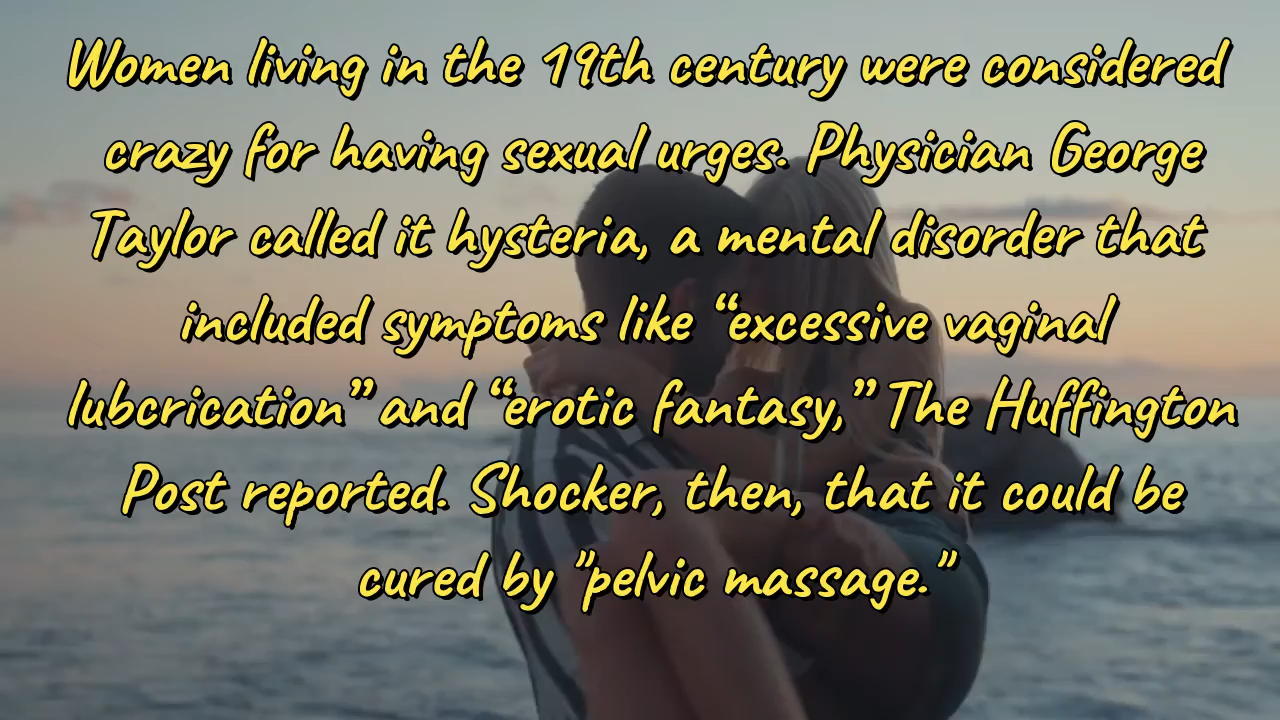 Women living in the 19th century were considered
crazy for having sexual urges. Physician George
Taylor called it hysteria, a mental disorder that
included symptoms like “excessive vaginal
lubcrication” and “erotic fantasy,” The Huffington
Post reported. Shocker, then, that it could be
cured by "pelvic massage."